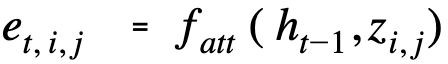 e_{t, i, j} = f_{att} ( h_{t-1}, z_{i, j})